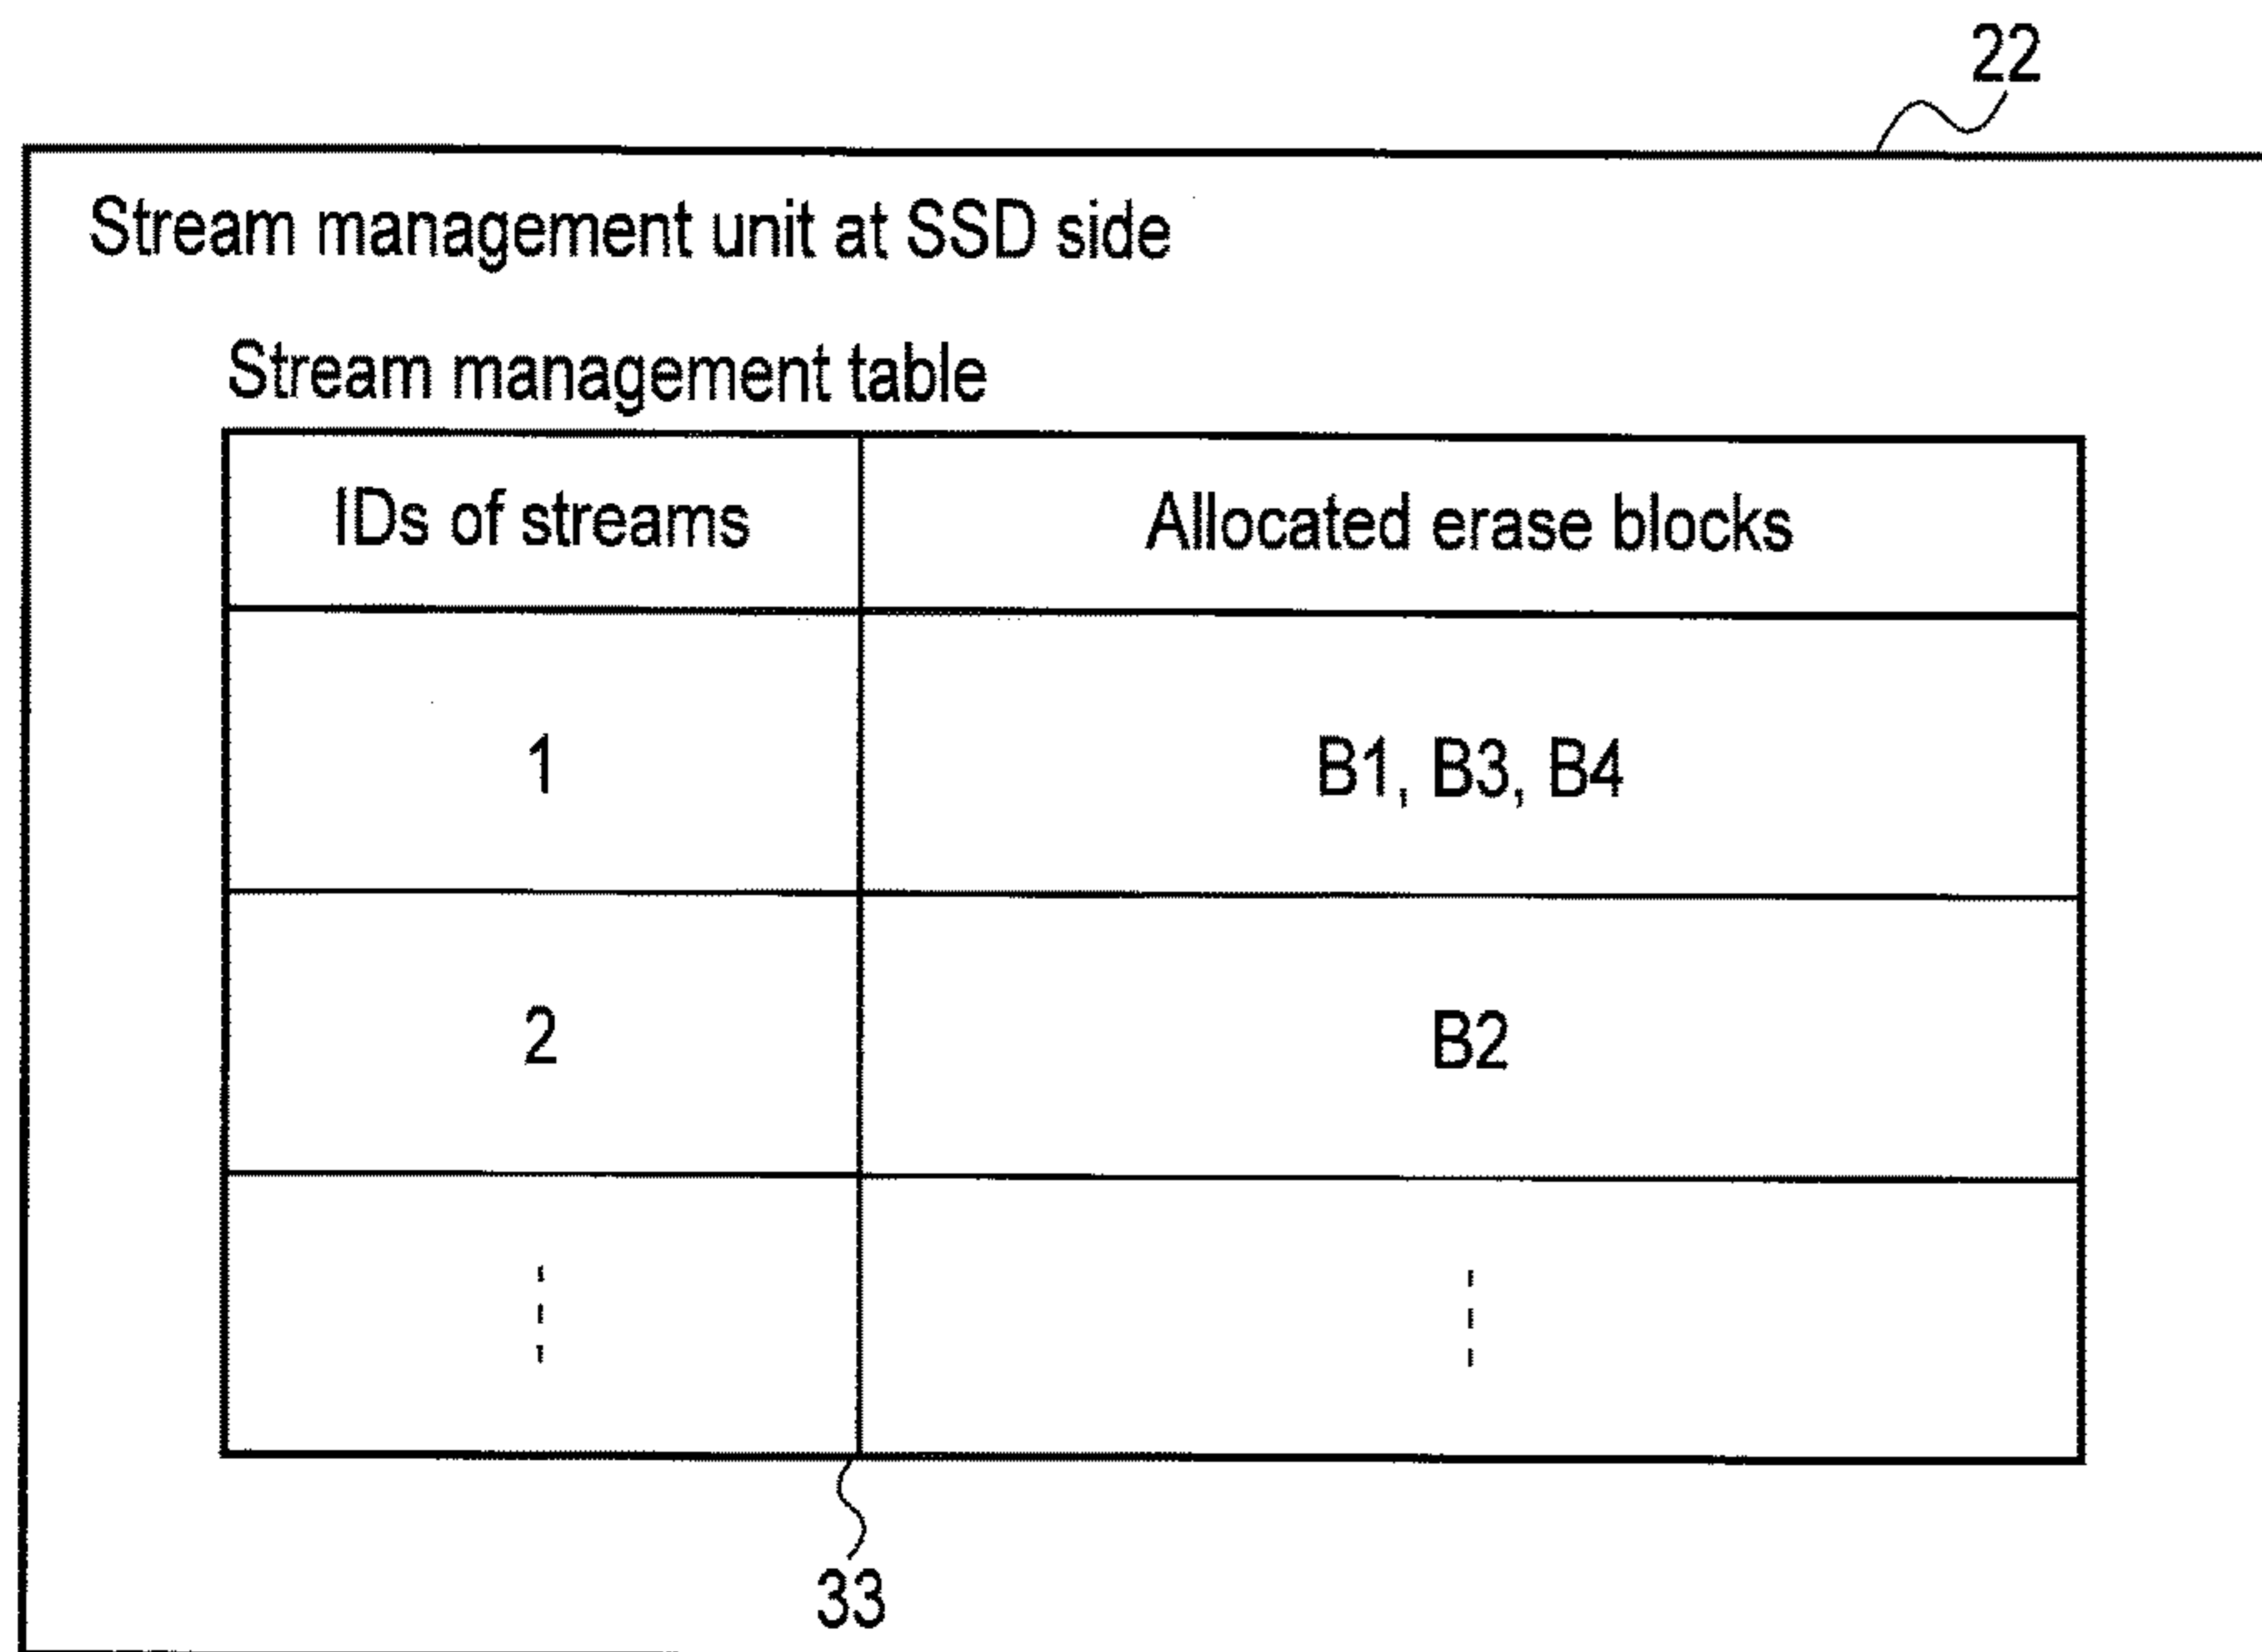 22
Stream management unit at SSD side
Stream management table
IDs of streams Allocated erase blocks
1 B1, B3, B4
2 B2
33